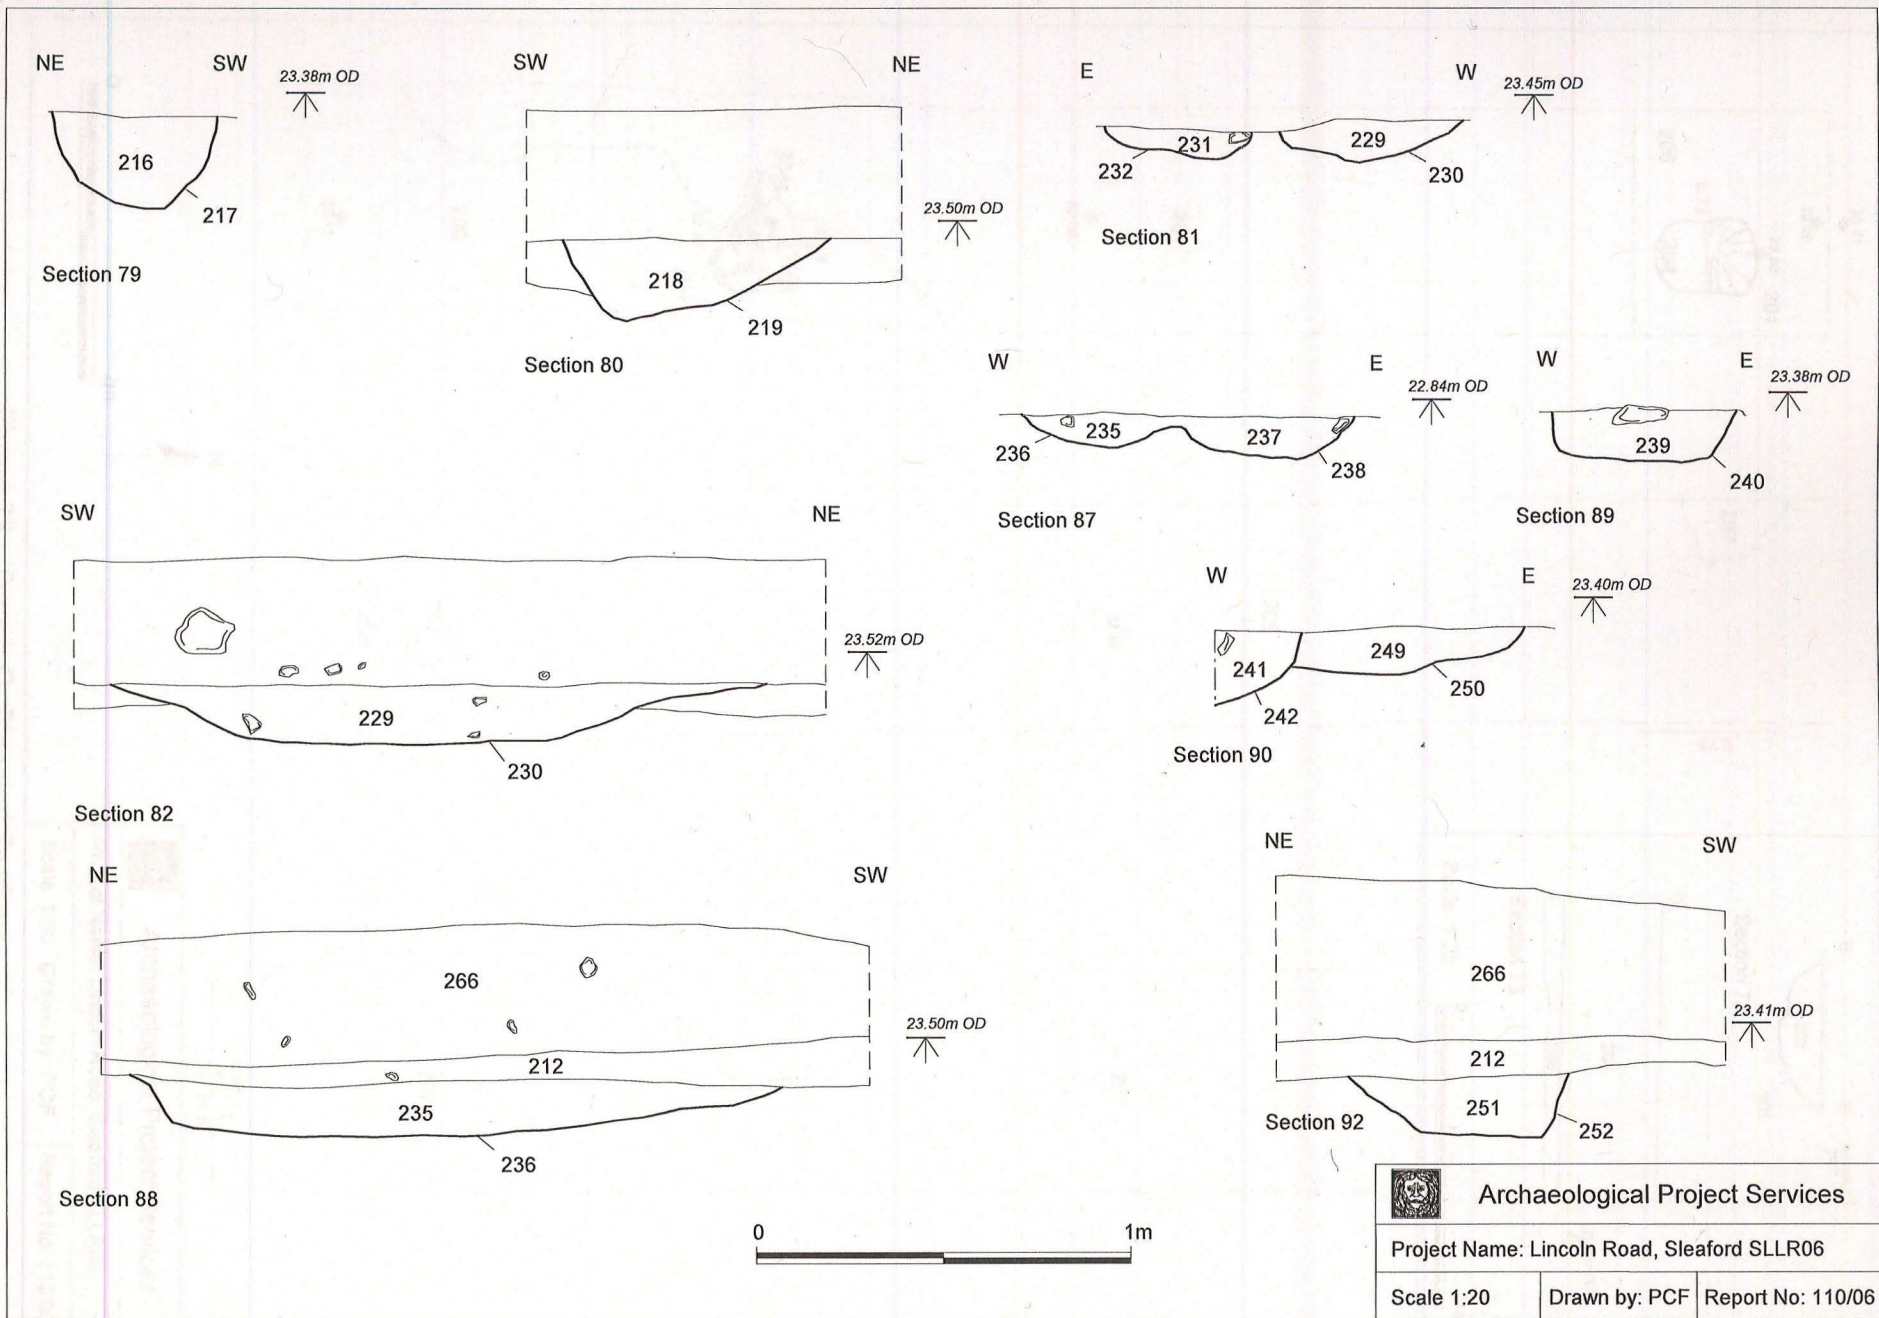 NE SW 23.38m OD
216
217
Section 79
SW NE
23.50m OD
218
219
Section 80
E W 23.45m OD
231 229
232 230
Section 81
W E 22.84m OD
235 237
236 238
Section 87
W E 23.38m OD
239
240
Section 89
SW NE
23.52m OD
229
230
Section 82
W E 23.40m OD
241 249
250
242
Section 90
NE SW
266
23.50m OD
212
235
236
Section 88
NE SW
266
23.41m OD
212
251
252
Section 92
0 1m
Archaeological Project Services
Project Name: Lincoln Road, Sleaford SLLR06
Scale 1:20 Drawn by: PCF Report No: 110/06